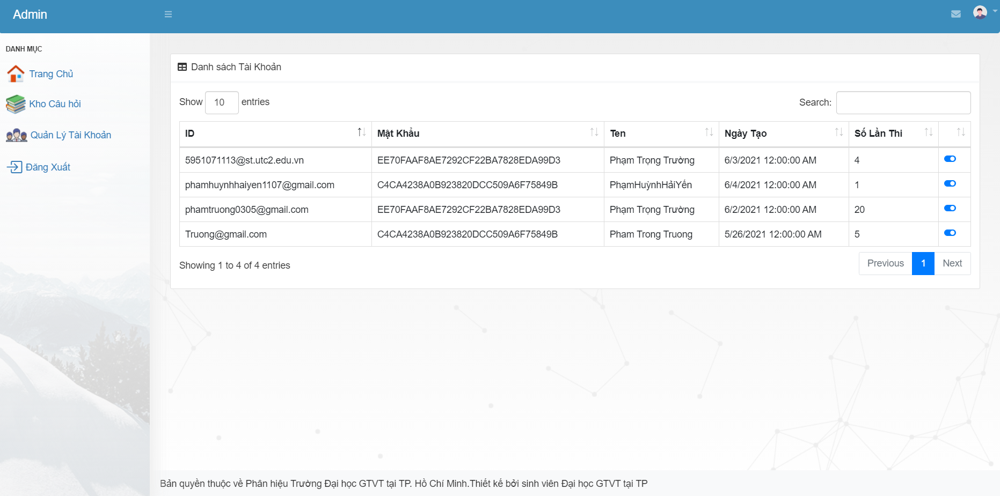 Admin
DANH MỤC
Trang Chủ
Kho Câu hỏi
Quản Lý Tài Khoản
Đăng Xuất
Danh sách Tài Khoản
Show 10 entries
Search:
ID Mật Khẩu Ten Ngày Tạo Số Lần Thi
5951071113@st.utc2.edu.vn EE70FAAF8AE7292CF22BA7828EDA99D3 Phạm Trọng Trường 6/3/2021 12:00:00 AM 4
phamhuynhhaiyen1107@gmail.com C4CA4238A0B923820DCC509A6F75849B PhạmHuỳnhHảiYến 6/4/2021 12:00:00 AM 1
phamtruong0305@gmail.com EE70FAAF8AE7292CF22BA7828EDA99D3 Phạm Trọng Trường 6/2/2021 12:00:00 AM 20
Truong@gmail.com C4CA4238A0B923820DCC509A6F75849B Pham Trong Truong 5/26/2021 12:00:00 AM 5
Showing 1 to 4 of 4 entries
Previous 1 Next
Bản quyền thuộc về Phân hiệu Trường Đại học GTVT tại TP. Hồ Chí Minh.Thiết kế bởi sinh viên Đại học GTVT tại TP